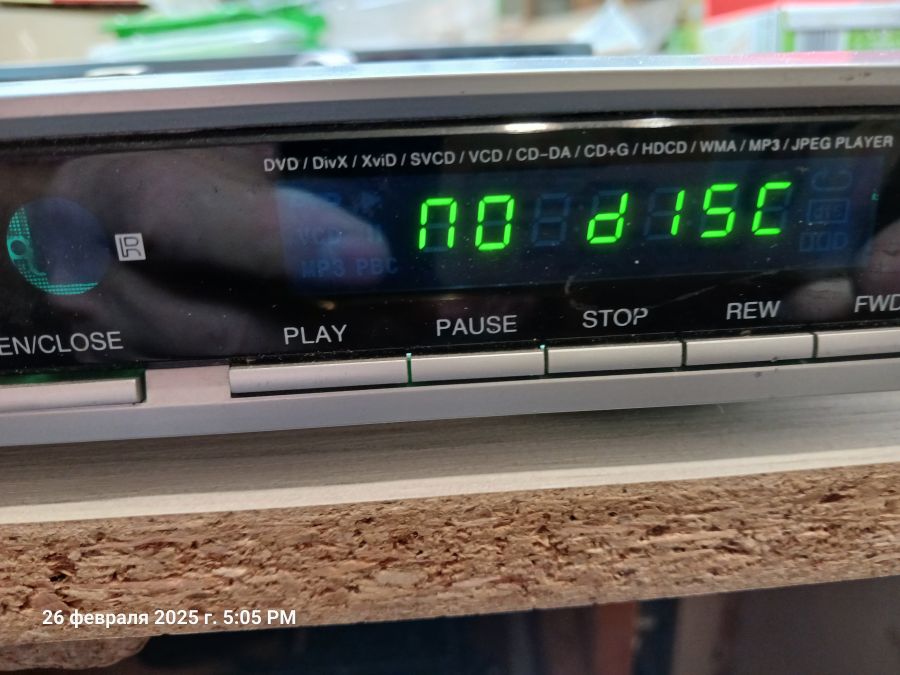 DVD / DivX / XviD / SVCD / VCD / CD-DA / CD+G / HDCD / WMA / MP3 / JPEG PLAYER
no disc
VCD
MP3 PBC
EN/CLOSE PLAY PAUSE STOP REW FWD
26 февраля 2025 г. 5:05 PM